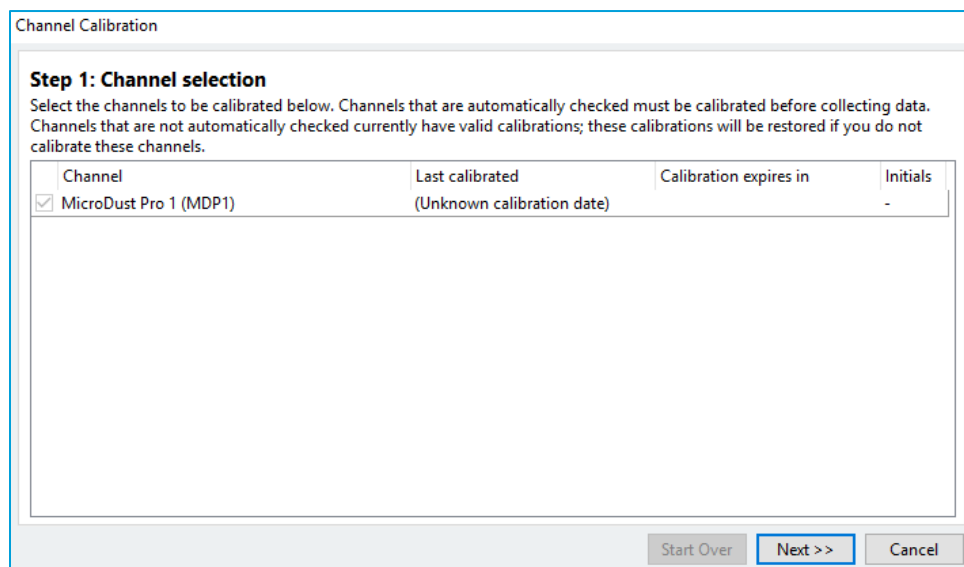 Channel Calibration
Step 1: Channel selection
Select the channels to be calibrated below. Channels that are automatically checked must be calibrated before collecting data.
Channels that are not automatically checked currently have valid calibrations; these calibrations will be restored if you do not
calibrate these channels.
Channel Last calibrated Calibration expires in Initials
MicroDust Pro 1 (MDP1) (Unknown calibration date) -
Start Over Next >> Cancel